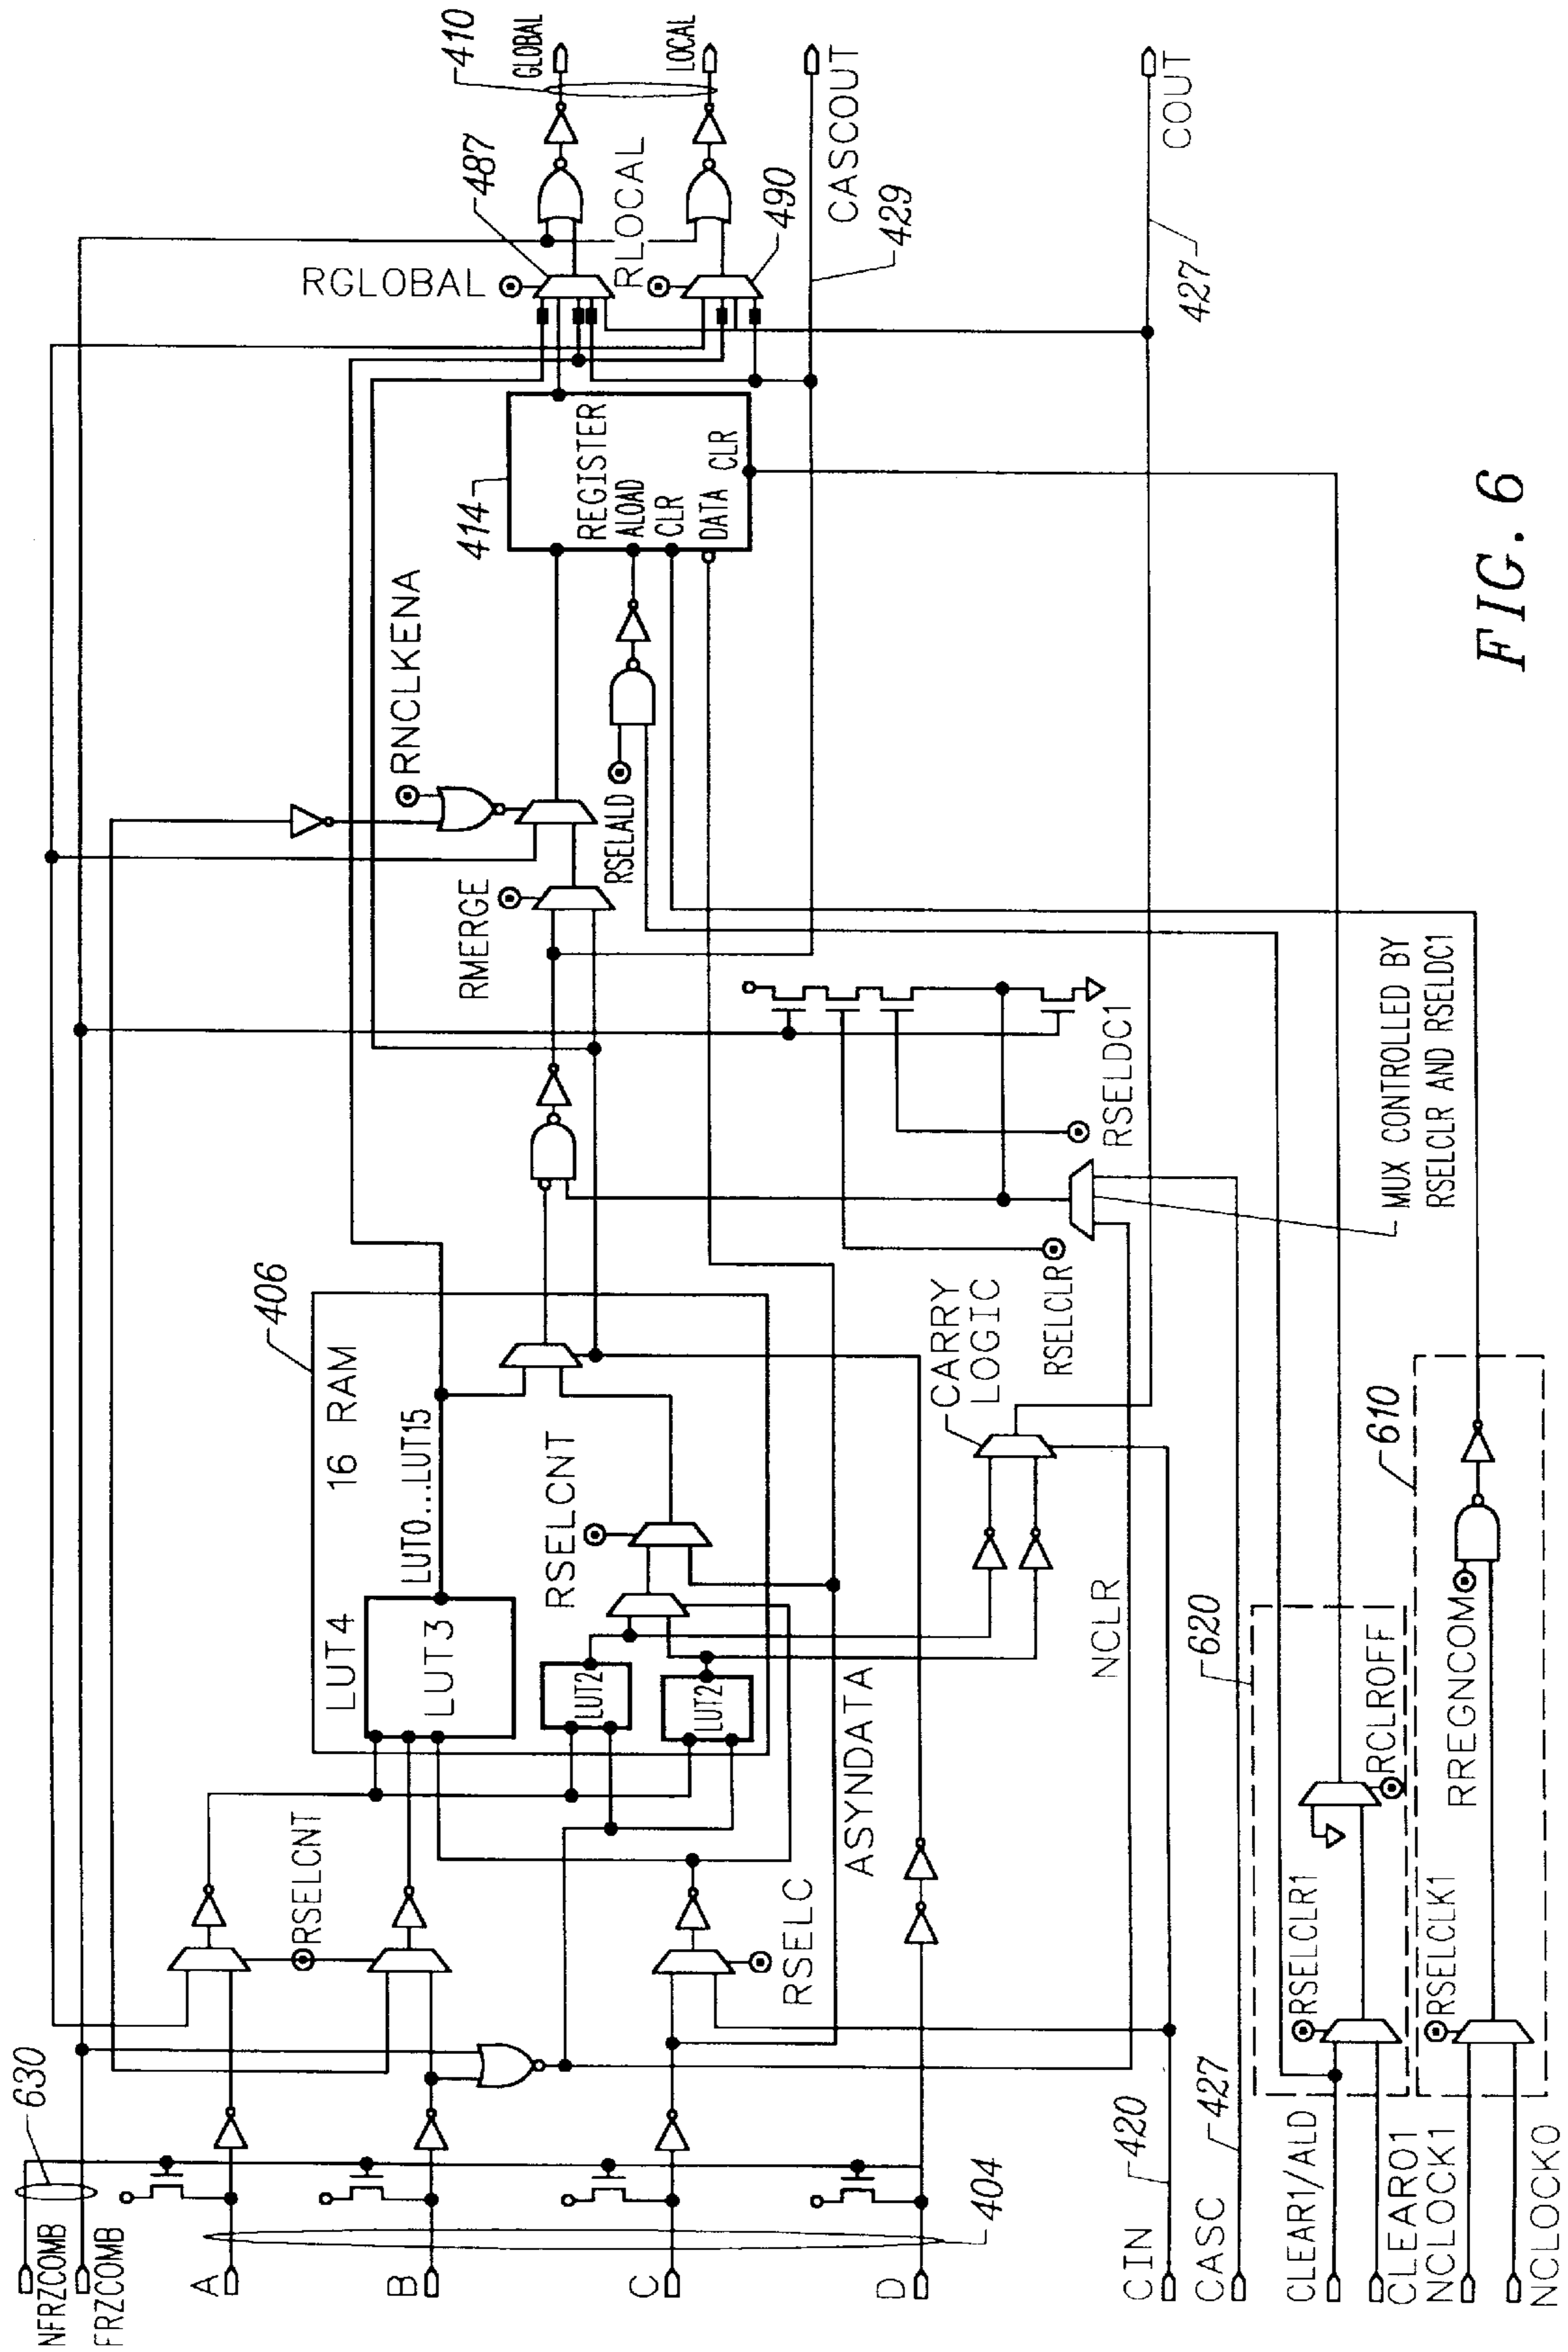 630
NFRZCOMB
FRZCOMB
A
B
C
D
404
CIN
420
CASC
427
CLEAR1/ALD
CLEAR01
NCLOCK1
NCLOCK0
RSELCNT
RSELC
ASYNDATA
NCLR
620
RSELCLR1
RCLROFF
RSELCLK1
RREGNCOM
610
406
16 RAM
LUT4
LUT3
LUT0...LUT15
LUT2
LUT2
RSELCNT
CARRY
LOGIC
RSELCLR
RSELDC1
MUX CONTROLLED BY
RSELCLR AND RSELDC1
RMERGE
RNCLKENA
RSELALD
414
REGISTER
ALOAD
CLR
DATA
CLR
RGLOBAL
487
RLOCAL
490
410
GLOBAL
LOCAL
CASCOUT
429
427
COUT
FIG. 6